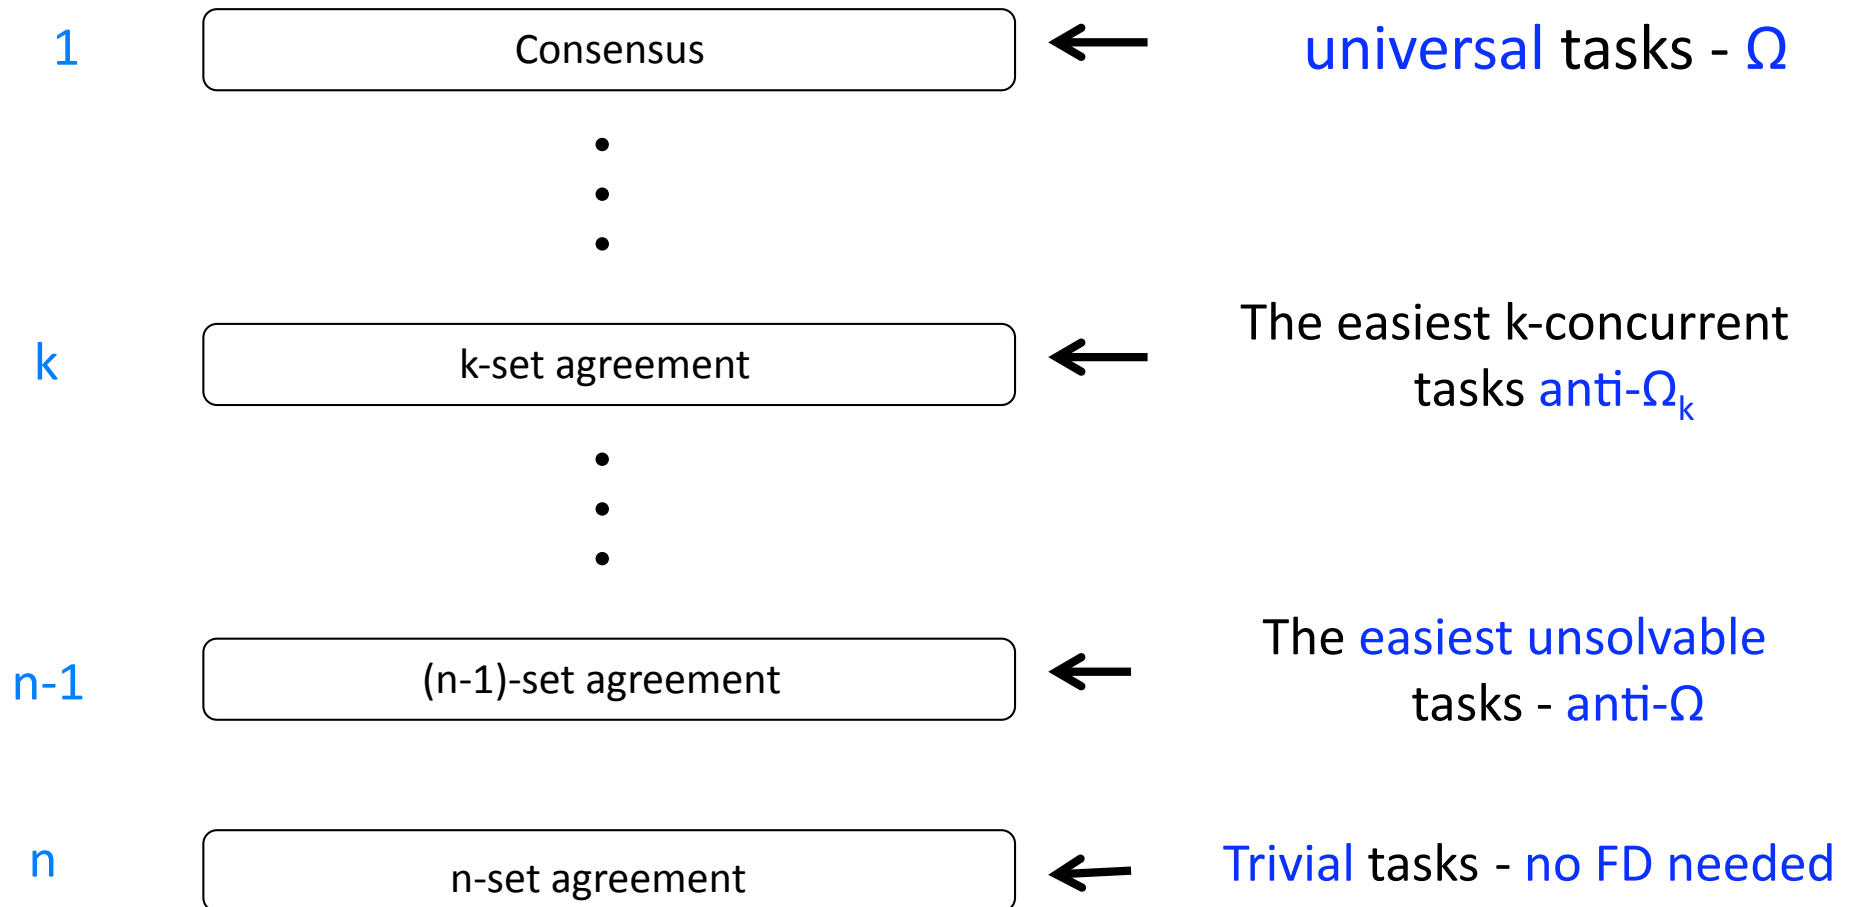 1
Consensus
universal tasks - Ω
k
k-set agreement
The easiest k-concurrent
tasks anti-Ωₖ
n-1
(n-1)-set agreement
The easiest unsolvable
tasks - anti-Ω
n
n-set agreement
Trivial tasks - no FD needed